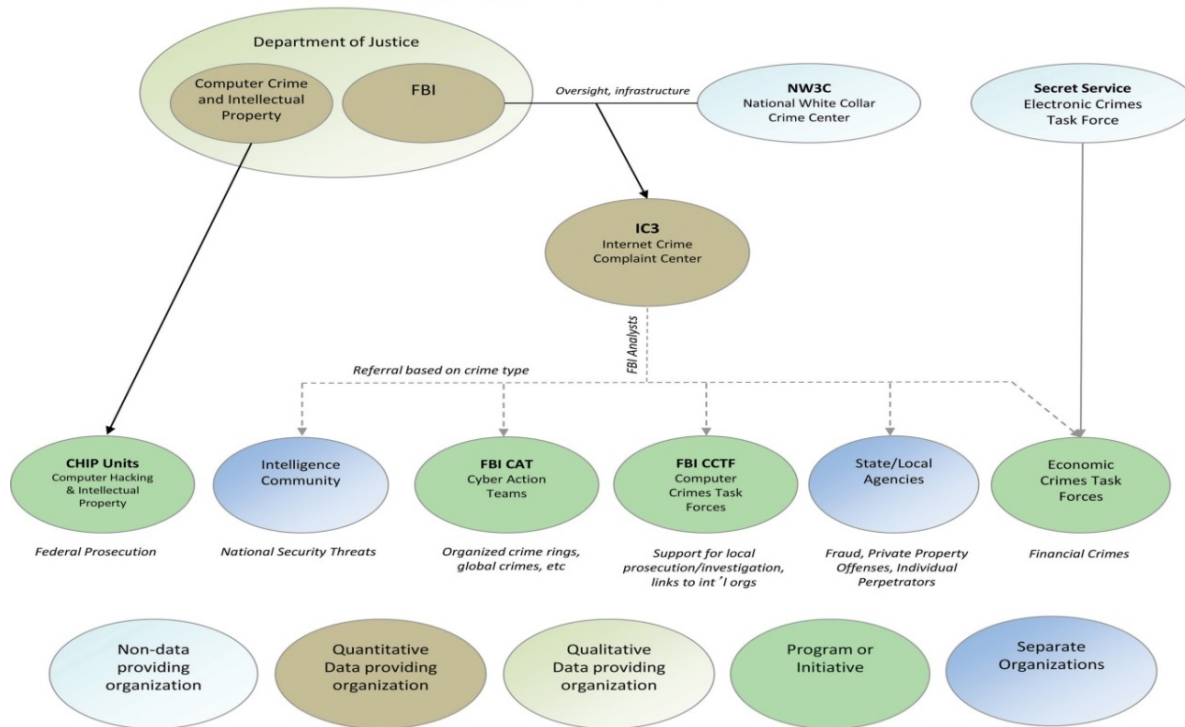 Department of Justice
Computer Crime
and Intellectual
Property
FBI
Oversight, infrastructure
NW3C
National White Collar
Crime Center
Secret Service
Electronic Crimes
Task Force
IC3
Internet Crime
Complaint Center
FBI Analysts
Referral based on crime type
CHIP Units
Computer Hacking
& Intellectual
Property
Intelligence
Community
FBI CAT
Cyber Action
Teams
FBI CCTF
Computer
Crimes Task
Forces
State/Local
Agencies
Economic
Crimes Task
Forces
Federal Prosecution
National Security Threats
Organized crime rings,
global crimes, etc
Support for local
prosecution/investigation,
links to int´l orgs
Fraud, Private Property
Offenses, Individual
Perpetrators
Financial Crimes
Non-data
providing
organization
Quantitative
Data providing
organization
Qualitative
Data providing
organization
Program or
Initiative
Separate
Organizations